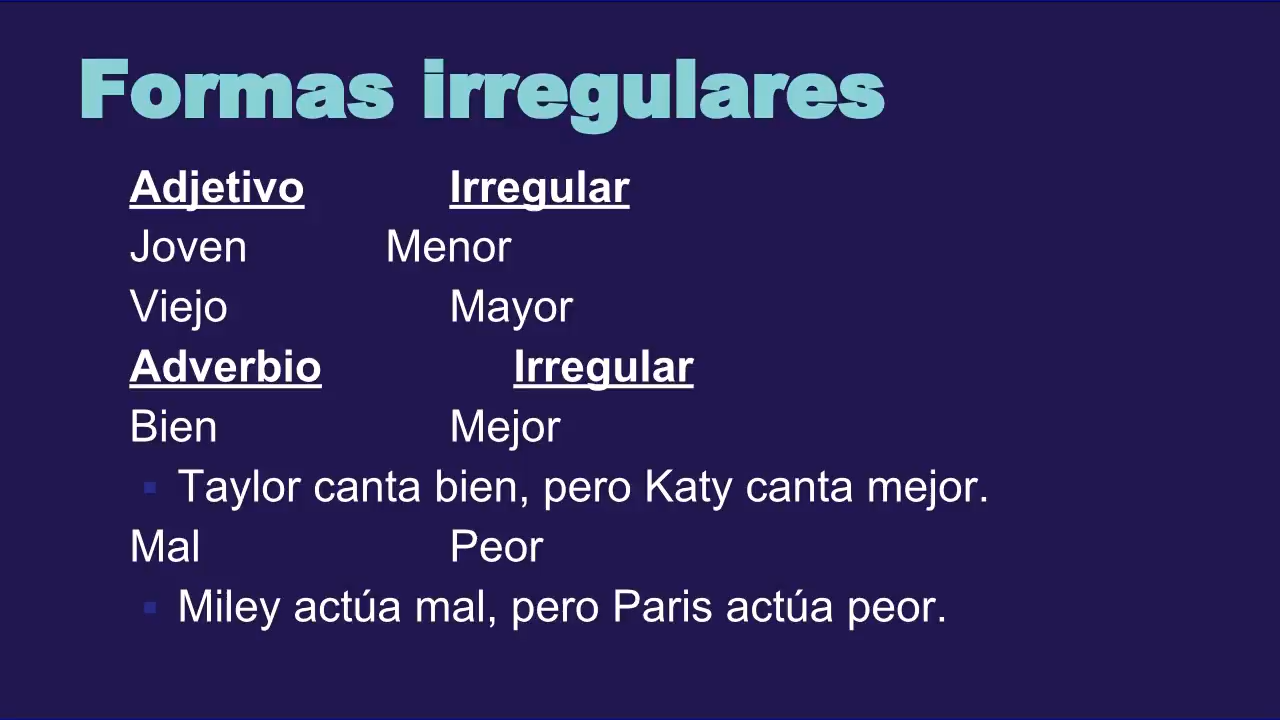 Formas irregulares
Adjetivo Irregular
Joven Menor
Viejo Mayor
Adverbio Irregular
Bien Mejor
Taylor canta bien, pero Katy canta mejor.
Mal Peor
Miley actúa mal, pero Paris actúa peor.